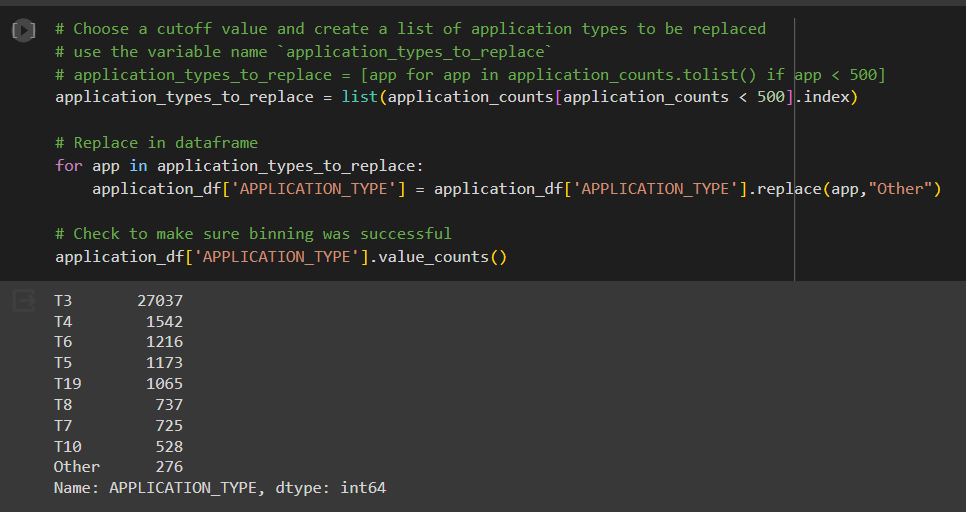 # Choose a cutoff value and create a list of application types to be replaced
# use the variable name `application_types_to_replace`
# application_types_to_replace = [app for app in application_counts.tolist() if app < 500]
application_types_to_replace = list(application_counts[application_counts < 500].index)
# Replace in dataframe
for app in application_types_to_replace:
    application_df['APPLICATION_TYPE'] = application_df['APPLICATION_TYPE'].replace(app,"Other")
# Check to make sure binning was successful
application_df['APPLICATION_TYPE'].value_counts()
T3       27037
T4        1542
T6        1216
T5        1173
T19       1065
T8         737
T7         725
T10        528
Other      276
Name: APPLICATION_TYPE, dtype: int64